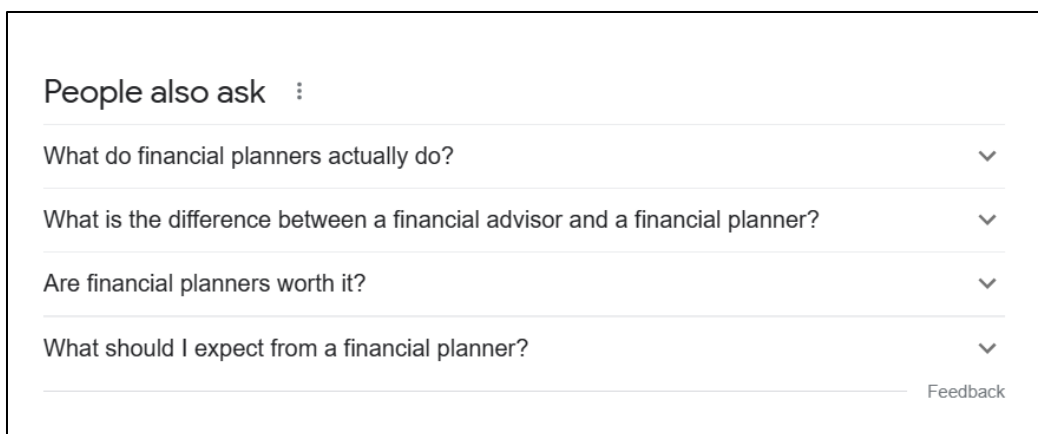 People also ask
What do financial planners actually do?
What is the difference between a financial advisor and a financial planner?
Are financial planners worth it?
What should I expect from a financial planner?
Feedback